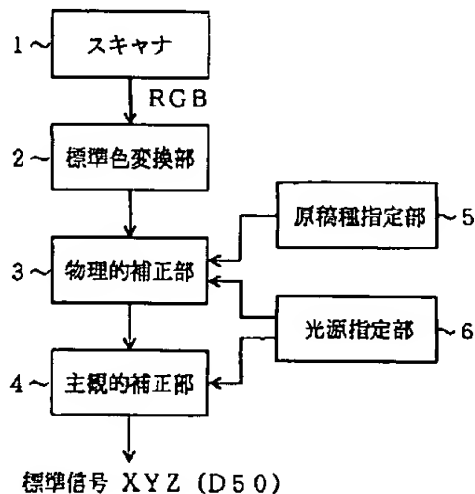 1 ～ スキャナ
RGB
2 ～ 標準色変換部
原稿種指定部 ～ 5
3 ～ 物理的補正部
光源指定部 ～ 6
4 ～ 主観的補正部
標準信号 XYZ (D50)